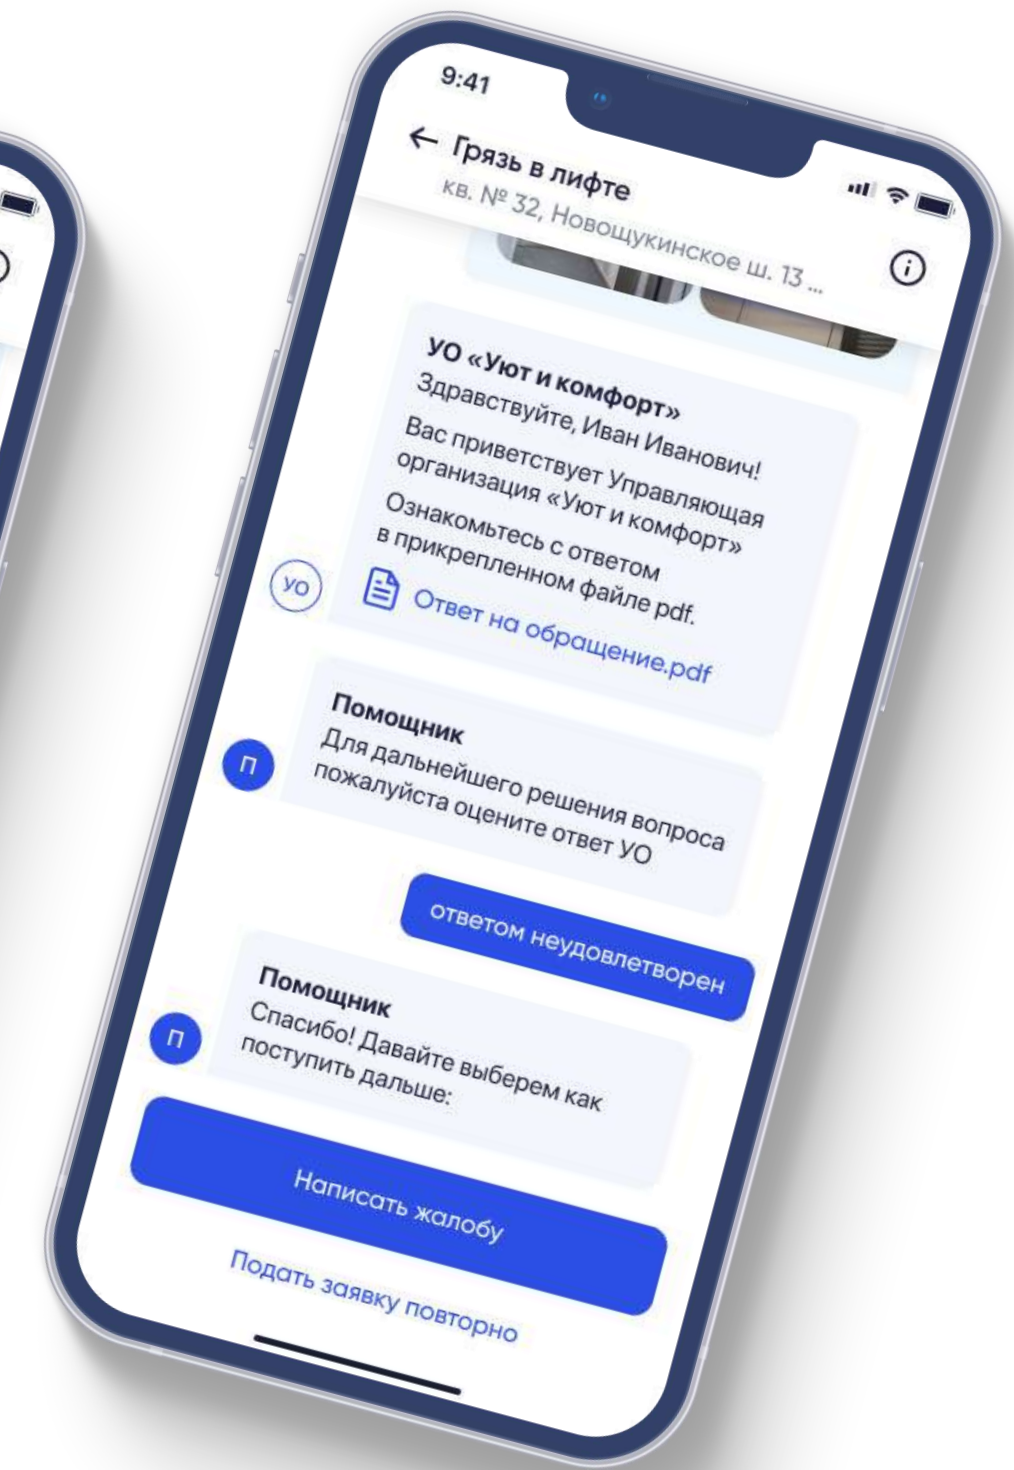 9:41
Грязь в лифте
кв. № 32, Новощукинское ш. 13 ...
УО «Уют и комфорт»
Здравствуйте, Иван Иванович!
Вас приветствует Управляющая
организация «Уют и комфорт»
Ознакомьтесь с ответом
в прикрепленном файле pdf.
УО
Ответ на обращение.pdf
Помощник
П
Для дальнейшего решения вопроса
пожалуйста оцените ответ УО
ответом неудовлетворен
Помощник
П
Спасибо! Давайте выберем как
поступить дальше:
Написать жалобу
Подать заявку повторно